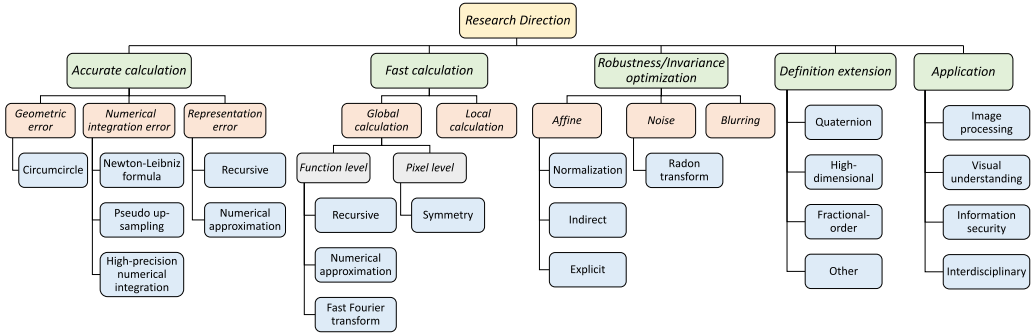 Research Direction
Accurate calculation
Fast calculation
Robustness/Invariance
optimization
Definition extension
Application
Geometric
error
Numerical
integration error
Representation
error
Global
calculation
Local
calculation
Affine
Noise
Blurring
Quaternion
Image
processing
Circumcircle
Newton-Leibniz
formula
Recursive
Function level
Pixel level
Normalization
Radon
transform
High-
dimensional
Visual
understanding
Pseudo up-
sampling
Numerical
approximation
Recursive
Symmetry
Indirect
Fractional-
order
Information
security
High-precision
numerical
integration
Numerical
approximation
Explicit
Other
Interdisciplinary
Fast Fourier
transform